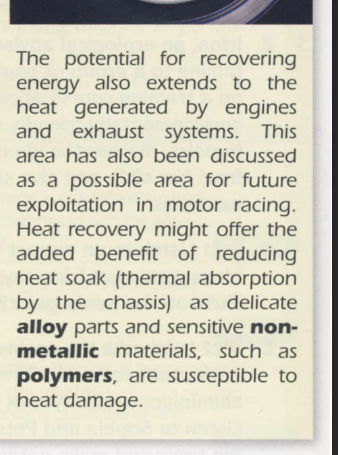 The potential for recovering
energy also extends to the
heat generated by engines
and exhaust systems. This
area has also been discussed
as a possible area for future
exploitation in motor racing.
Heat recovery might offer the
added benefit of reducing
heat soak (thermal absorption
by the chassis) as delicate
alloy parts and sensitive non-
metallic materials, such as
polymers, are susceptible to
heat damage.